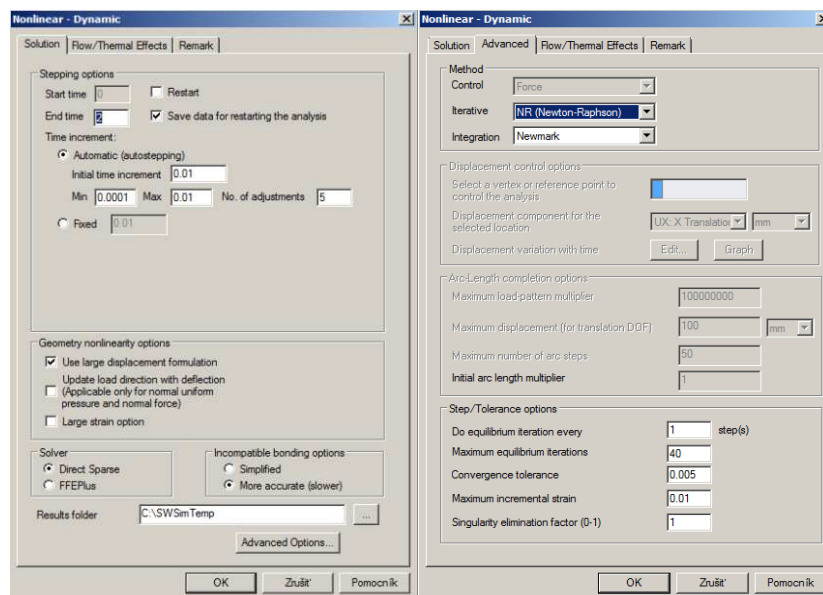 Nonlinear - Dynamic
Solution Flow/Thermal Effects Remark
Stepping options
Start time 0 Restart
End time 2 Save data for restarting the analysis
Time increment:
Automatic (autostepping)
Initial time increment 0.01
Min 0.0001 Max 0.01 No. of adjustments 5
Fixed 0.01
Geometry nonlinearity options
Use large displacement formulation
Update load direction with deflection
(Applicable only for normal uniform
pressure and normal force)
Large strain option
Solver
Direct Sparse
FFEPlus
Incompatible bonding options
Simplified
More accurate (slower)
Results folder C:\SWSimTemp ...
Advanced Options...
OK Zrušiť Pomocník
Nonlinear - Dynamic
Solution Advanced Flow/Thermal Effects Remark
Method
Control Force
Iterative NR (Newton-Raphson)
Integration Newmark
Displacement control options
Select a vertex or reference point to
control the analysis
Displacement component for the
selected location UX: X Translatior mm
Displacement variation with time Edit... Graph
Arc-Length completion options
Maximum load-pattern multiplier 100000000
Maximum displacement (for translation DOF) 100 mm
Maximum number of arc steps 50
Initial arc length multiplier 1
Step/Tolerance options
Do equilibrium iteration every 1 step(s)
Maximum equilibrium iterations 40
Convergence tolerance 0.005
Maximum incremental strain 0.01
Singularity elimination factor (0-1) 1
OK Zrušiť Pomocník